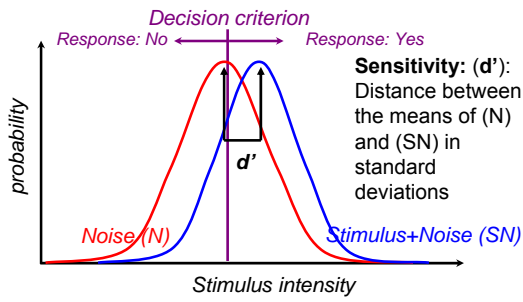 Decision criterion
Response: No
Response: Yes
Sensitivity: (d’):
Distance between
the means of (N)
and (SN) in
standard
deviations
probability
d’
Noise (N)
Stimulus+Noise (SN)
Stimulus intensity